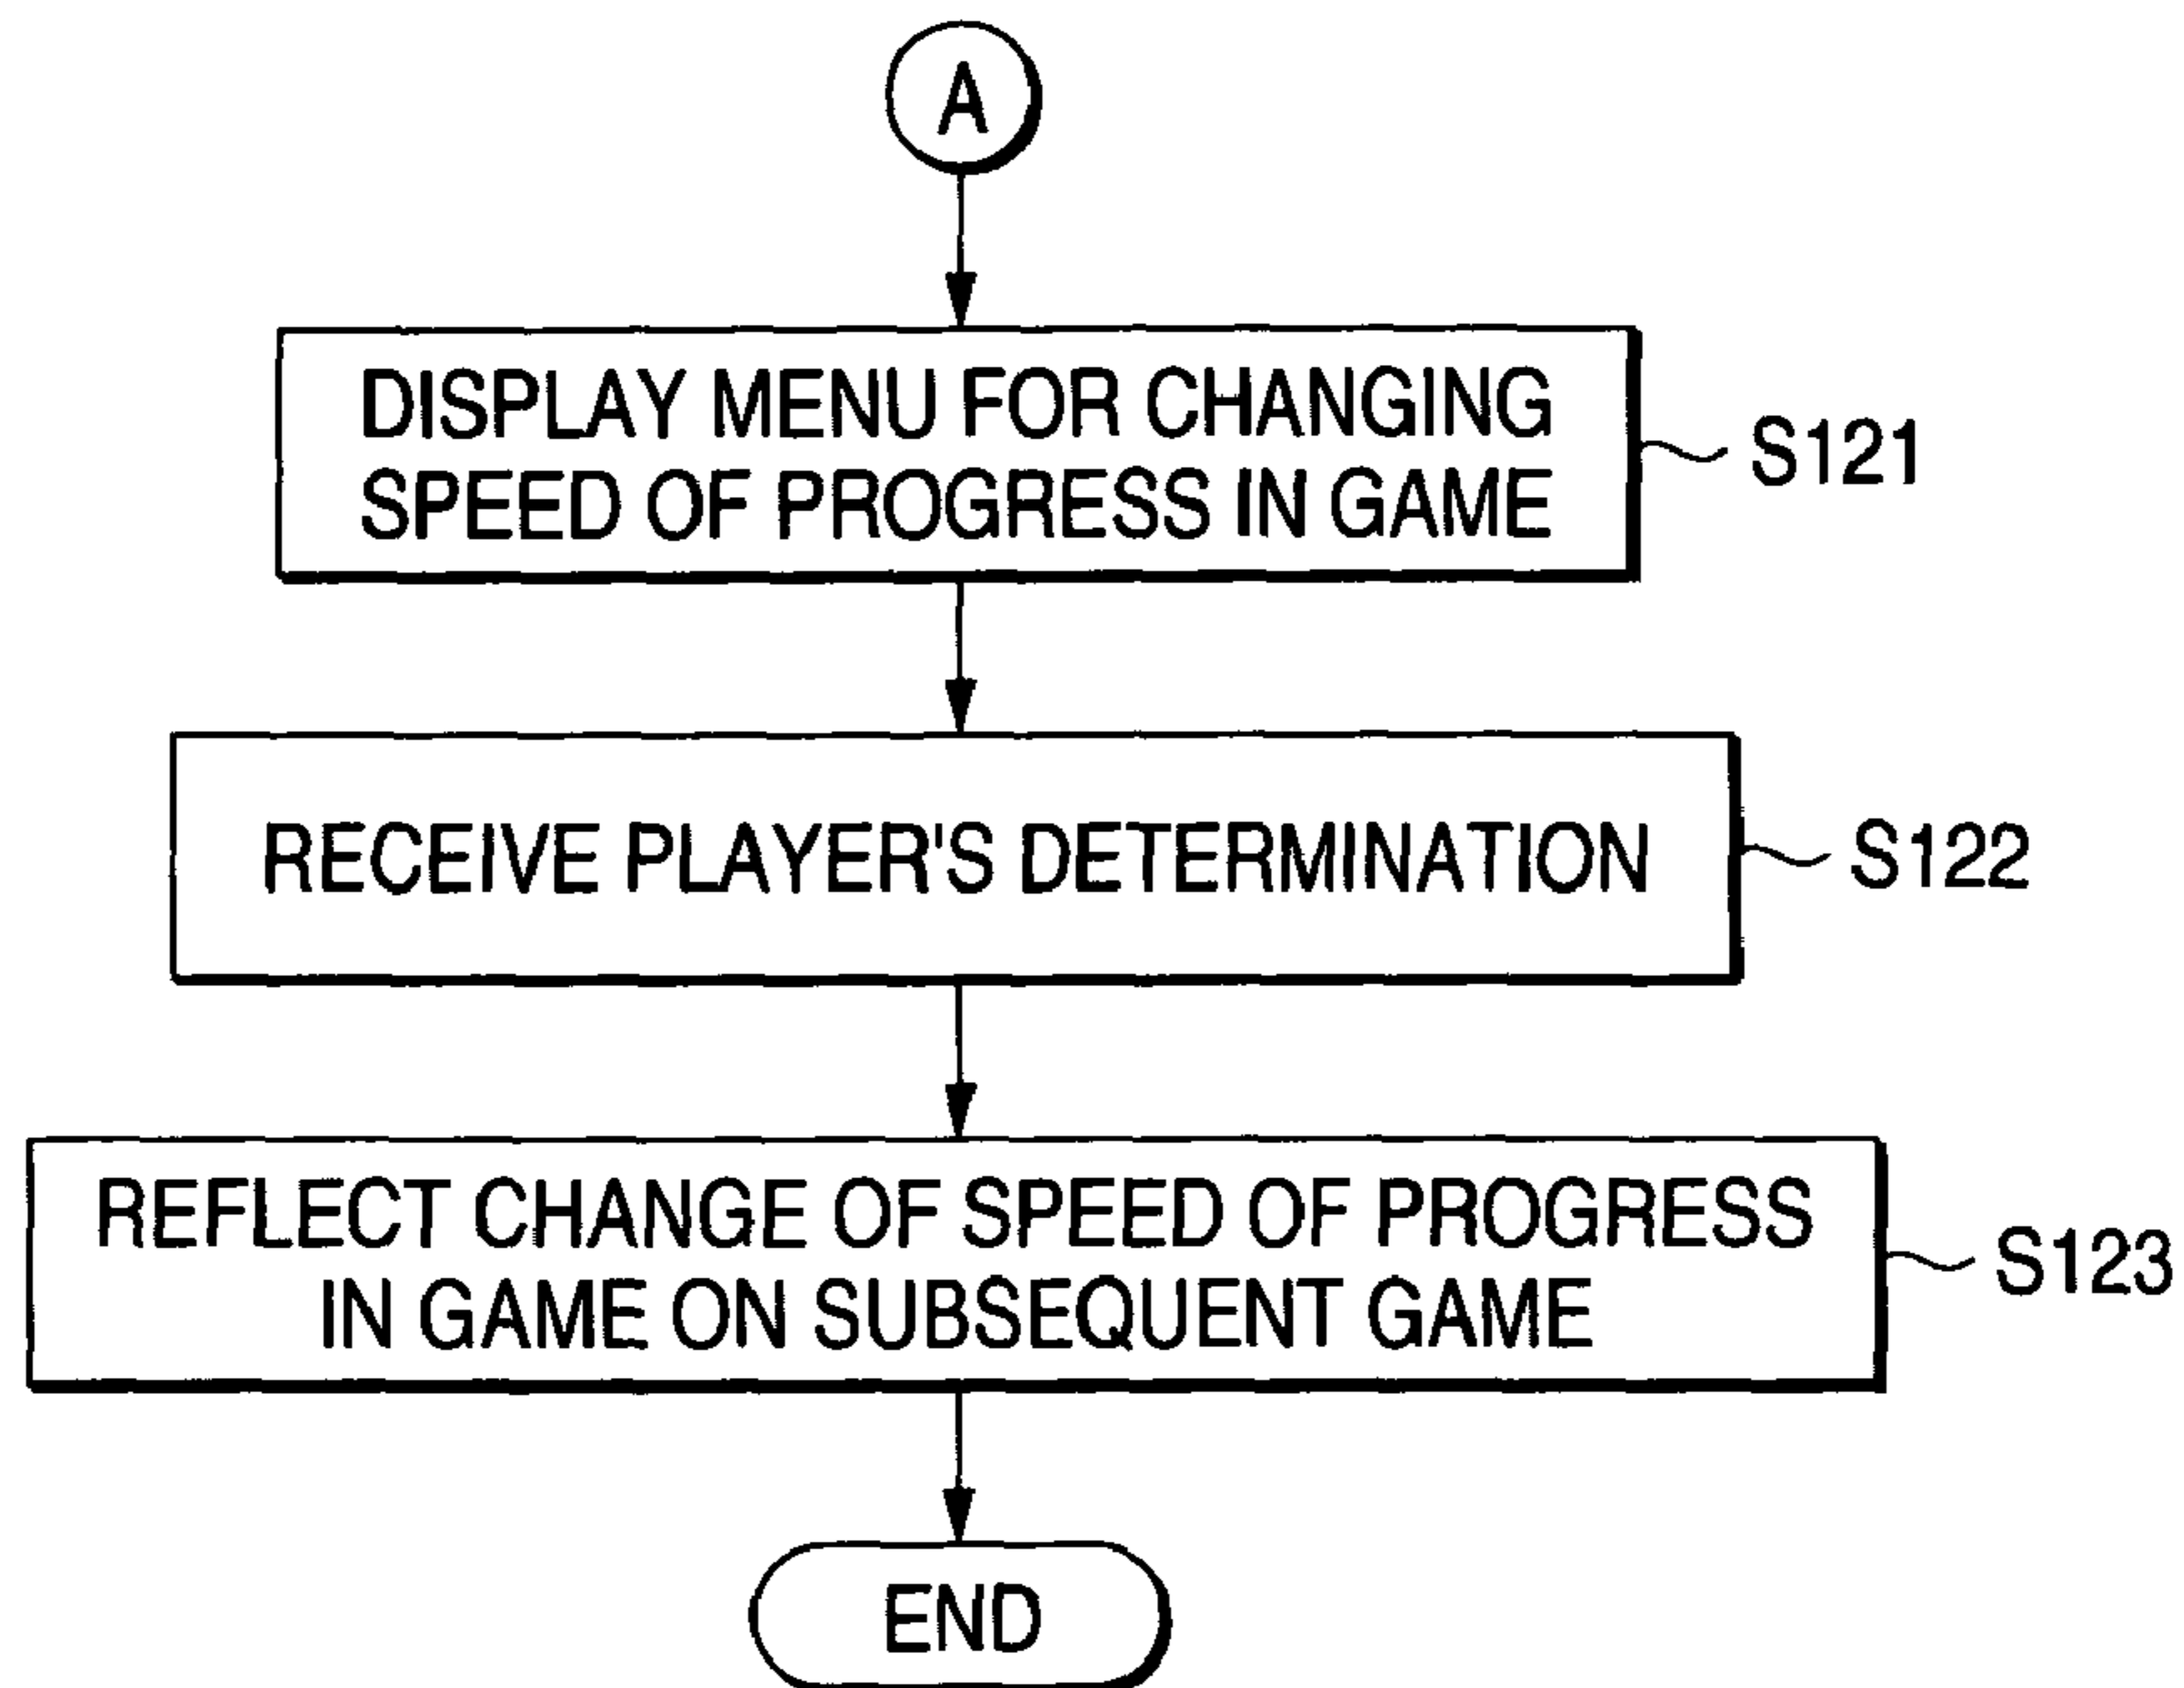 A
DISPLAY MENU FOR CHANGING
SPEED OF PROGRESS IN GAME
S121
RECEIVE PLAYER'S DETERMINATION
S122
REFLECT CHANGE OF SPEED OF PROGRESS
IN GAME ON SUBSEQUENT GAME
S123
END